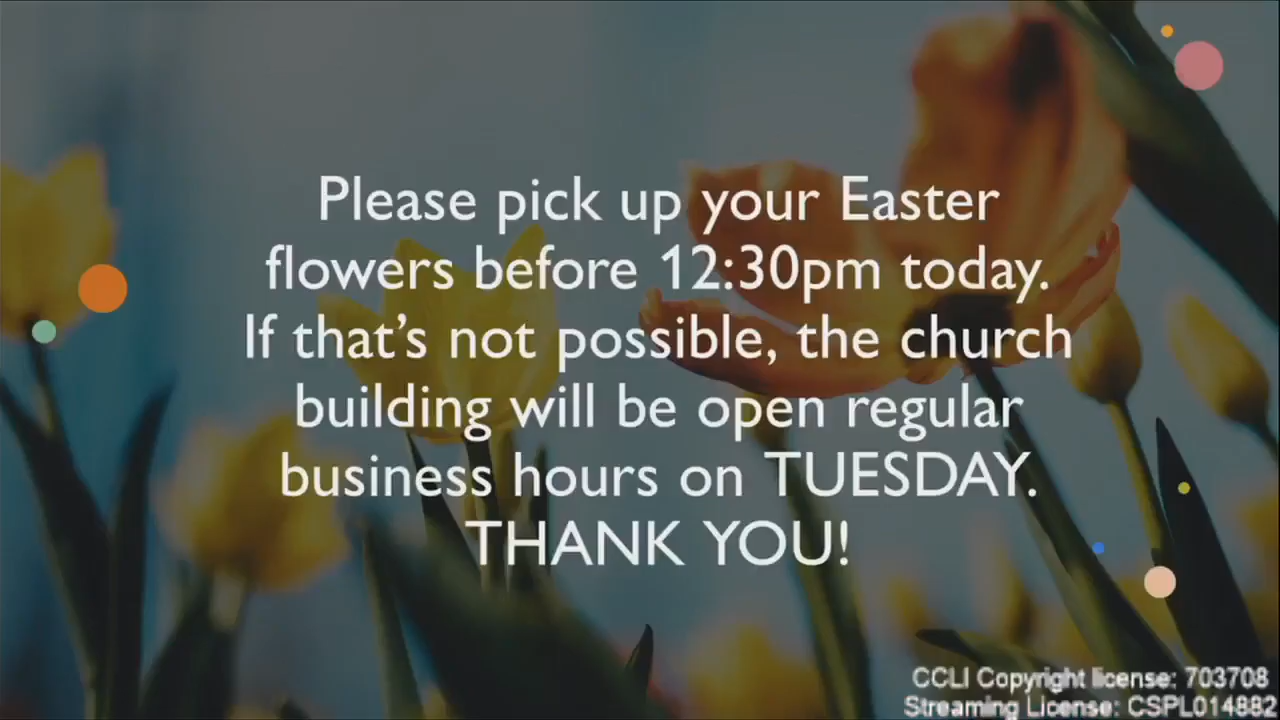 Please pick up your Easter
flowers before 12:30pm today.
If that’s not possible, the church
building will be open regular
business hours on TUESDAY.
THANK YOU!
CCLI Copyright license: 703708
Streaming License: CSPL014882